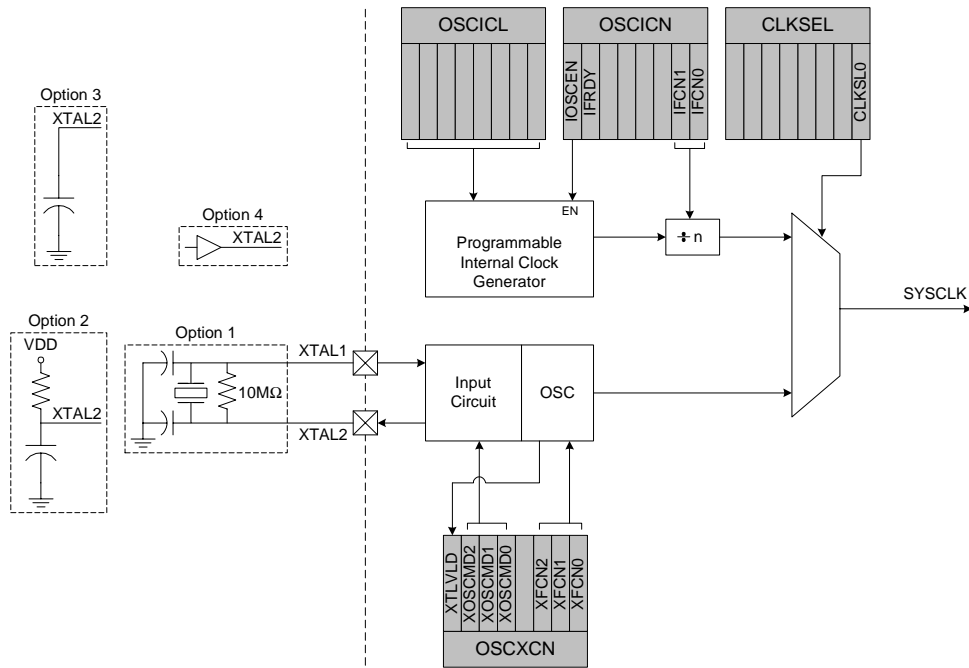 OSCICL
OSCICN
CLKSEL
IOSCEN
IFRDY
IFCN1
IFCN0
CLKSL0
Option 3
XTAL2
Option 4
XTAL2
EN
Programmable
Internal Clock
Generator
÷ n
SYSCLK
Option 2
VDD
XTAL2
Option 1
10MΩ
XTAL1
XTAL2
Input
Circuit
OSC
XTLVLD
XOSCMD2
XOSCMD1
XOSCMD0
XFCN2
XFCN1
XFCN0
OSCXCN